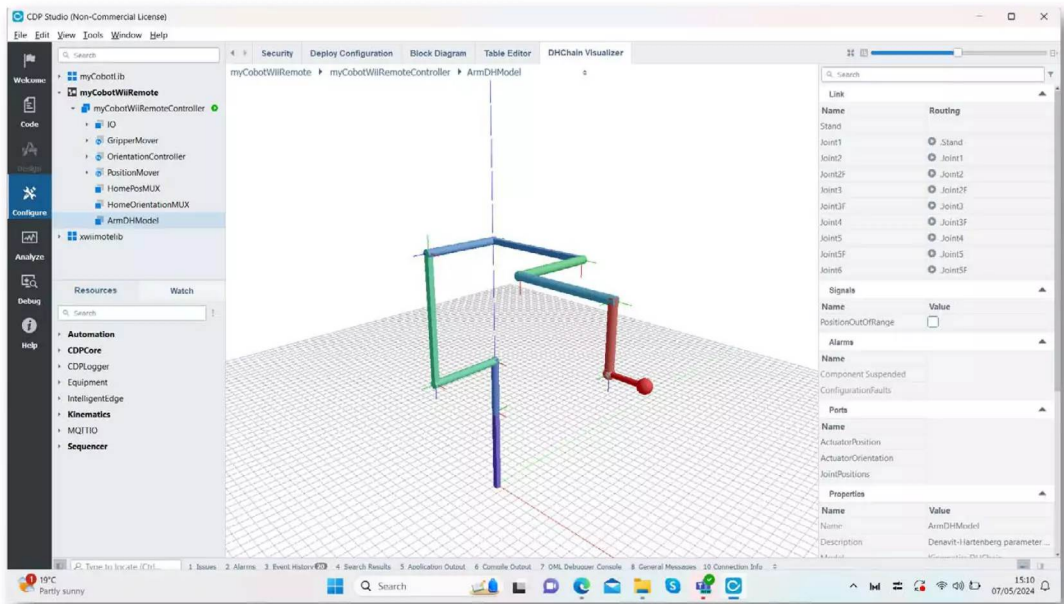 CDP Studio (Non-Commercial License)
File Edit View Tools Window Help
Welcome
Code
Design
Configure
Analyze
Debug
Help
Search
myCobotLib
myCobotWiiRemote
myCobotWiiRemoteController
IO
GripperMover
OrientationController
PositionMover
HomePosMUX
HomeOrientationMUX
ArmDHModel
xwiimotelib
Resources Watch
Search
Automation
CDPCore
CDPLogger
Equipment
IntelligentEdge
Kinematics
MQTTIO
Sequencer
Security Deploy Configuration Block Diagram Table Editor DHChain Visualizer
myCobotWiiRemote myCobotWiiRemoteController ArmDHModel
Search
Link
Name Routing
Stand
Joint1 .Stand
Joint2 .Joint1
Joint2F .Joint2
Joint3 .Joint2F
Joint3F .Joint3
Joint4 .Joint3F
Joint5 .Joint4
Joint5F .Joint5
Joint6 .Joint5F
Signals
Name Value
PositionOutOfRange
Alarms
Name
Component Suspended
ConfigurationFaults
Ports
Name
ActuatorPosition
ActuatorOrientation
JointPositions
Properties
Name Value
Name ArmDHModel
Description Denavit-Hartenberg parameter ...
Type to locate (Ctrl... 1 Issues 2 Alarms 3 Event History 20 4 Search Results 5 Application Output 6 Compile Output 7 QML Debugger Console 8 General Messages 10 Connection Info
19°C
Partly sunny
Search
15:10
07/05/2024